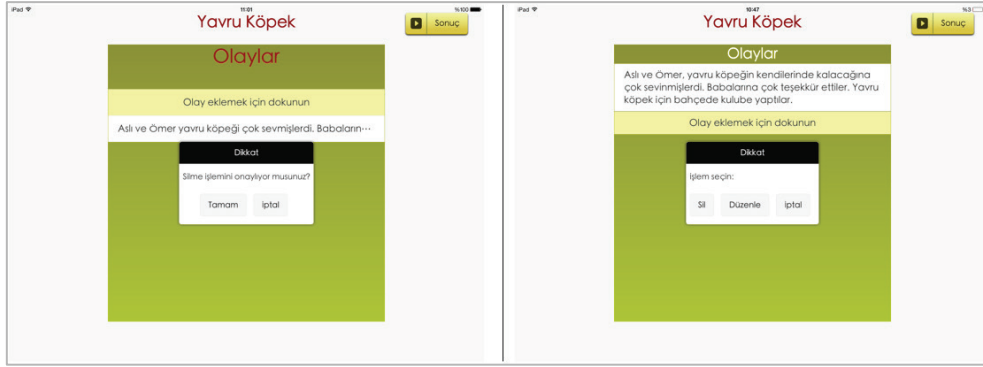 iPad
11:01
%100
Yavru Köpek
Sonuç
Olaylar
Olay eklemek için dokunun
Aslı ve Ömer yavru köpeği çok sevmişlerdi. Babaların···
Dikkat
Silme işlemini onaylıyor musunuz?
Tamam
iptal
iPad
10:47
%3
Yavru Köpek
Sonuç
Olaylar
Aslı ve Ömer, yavru köpeğin kendilerinde kalacağına
çok sevinmişlerdi. Babalarına çok teşekkür ettiler. Yavru
köpek için bahçede kulube yaptılar.
Olay eklemek için dokunun
Dikkat
İşlem seçin:
Sil
Düzenle
iptal